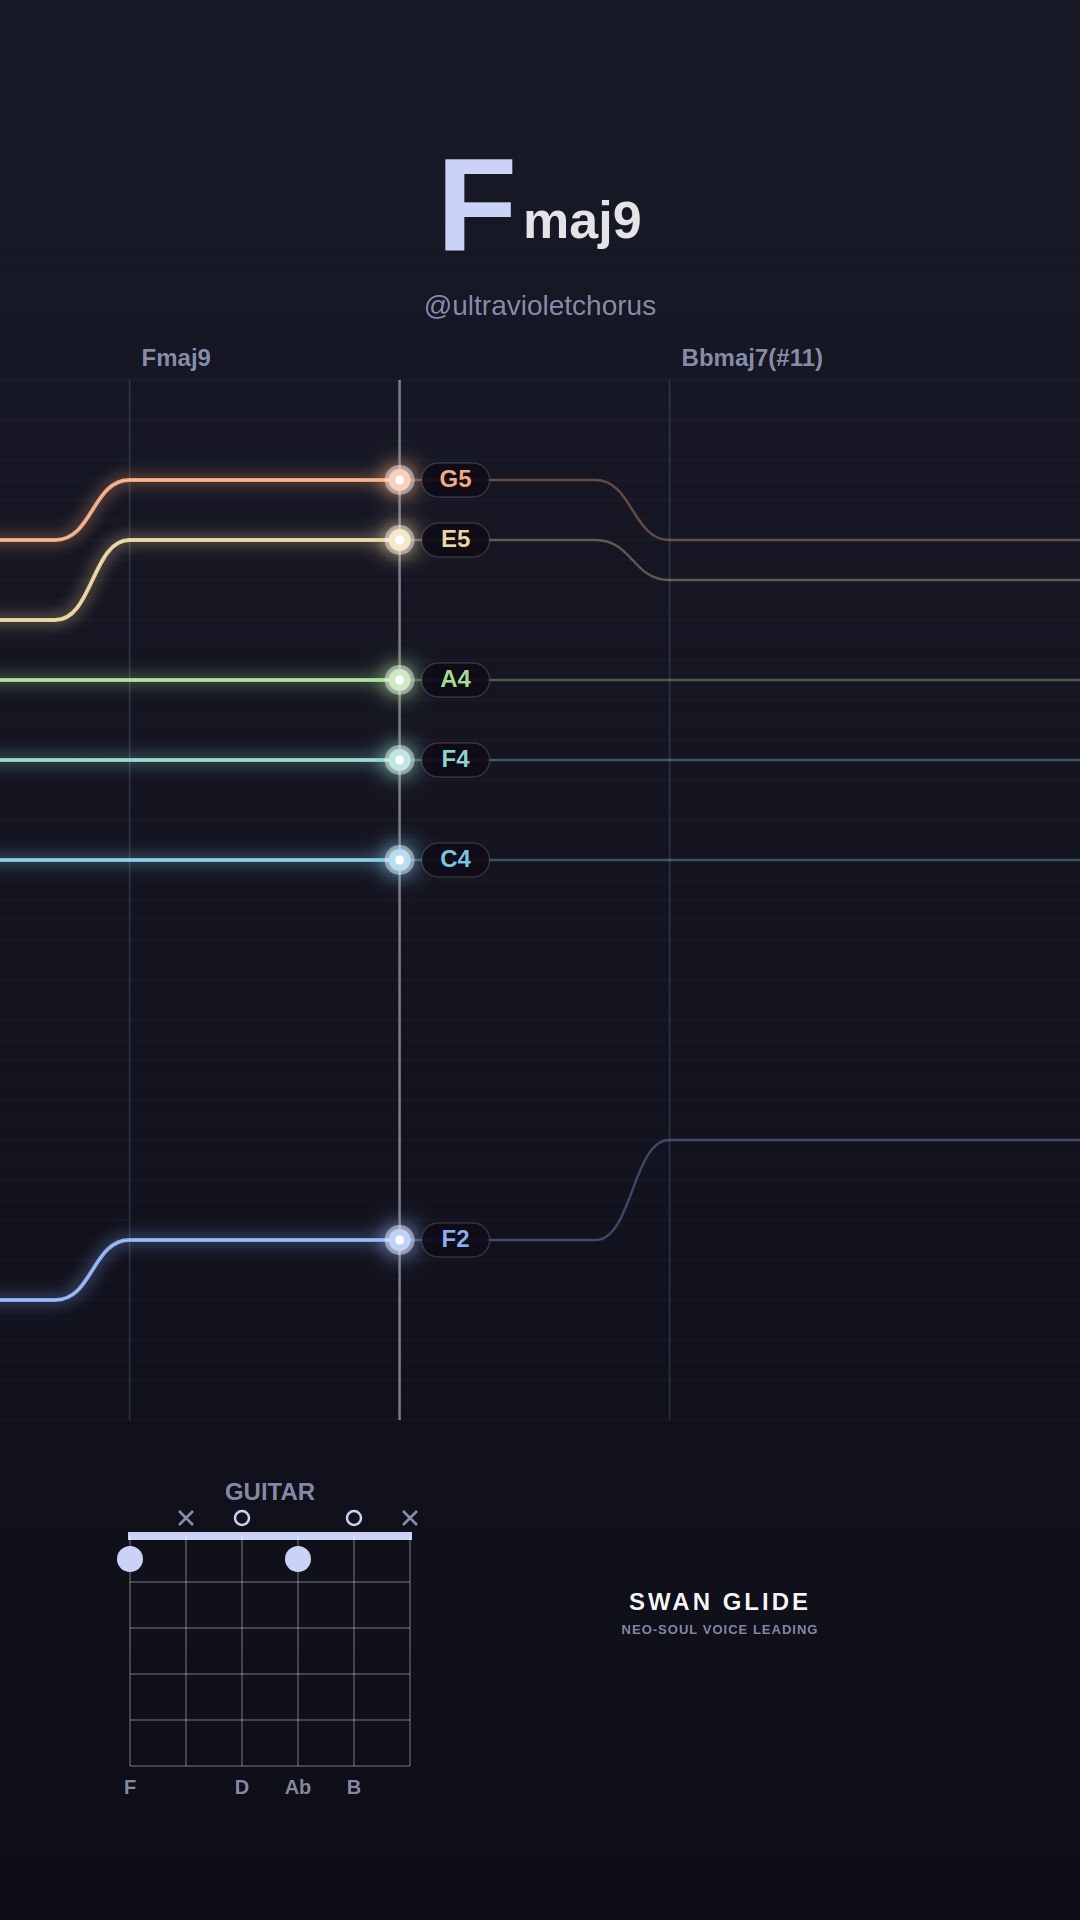 F maj9
@ultravioletchorus
Fmaj9 Bbmaj7(#11)
G5
E5
A4
F4
C4
F2
GUITAR
SWAN GLIDE
NEO-SOUL VOICE LEADING
F D Ab B